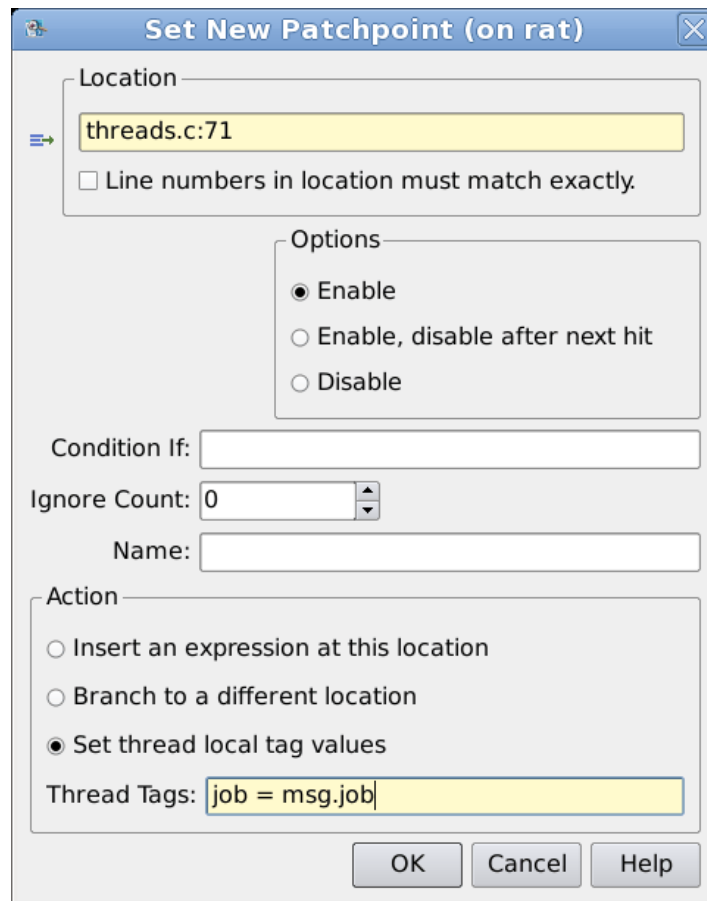 Set New Patchpoint (on rat)
Location
threads.c:71
Line numbers in location must match exactly.
Options
Enable
Enable, disable after next hit
Disable
Condition If:
Ignore Count: 0
Name:
Action
Insert an expression at this location
Branch to a different location
Set thread local tag values
Thread Tags: job = msg.job
OK Cancel Help